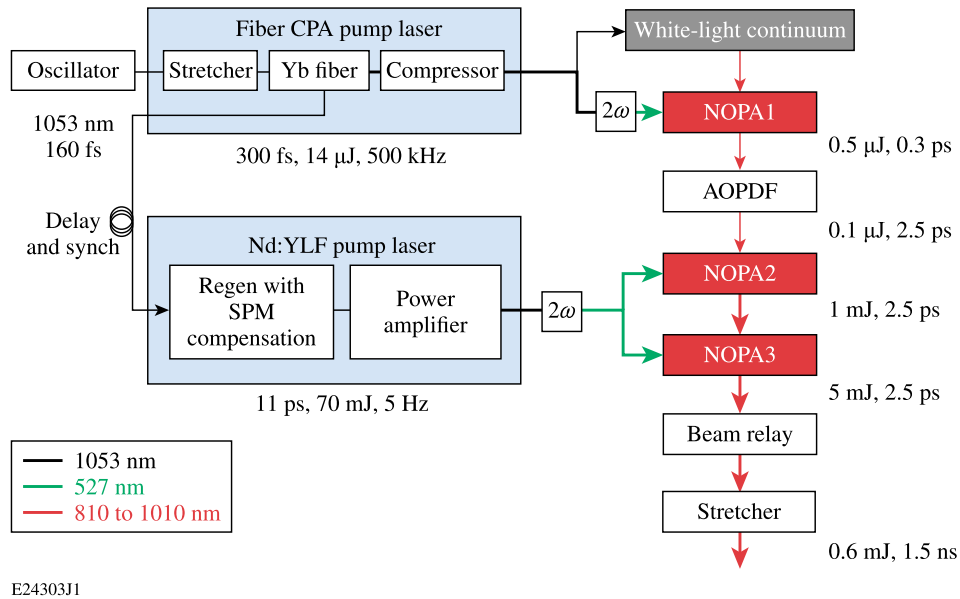 Fiber CPA pump laser
White-light continuum
Oscillator
Stretcher
Yb fiber
Compressor
2ω
NOPA1
1053 nm
160 fs
300 fs, 14 μJ, 500 kHz
0.5 μJ, 0.3 ps
AOPDF
Delay
and synch
0.1 μJ, 2.5 ps
Nd:YLF pump laser
NOPA2
Regen with
SPM
compensation
Power
amplifier
2ω
1 mJ, 2.5 ps
NOPA3
11 ps, 70 mJ, 5 Hz
5 mJ, 2.5 ps
Beam relay
1053 nm
527 nm
810 to 1010 nm
Stretcher
0.6 mJ, 1.5 ns
E24303J1